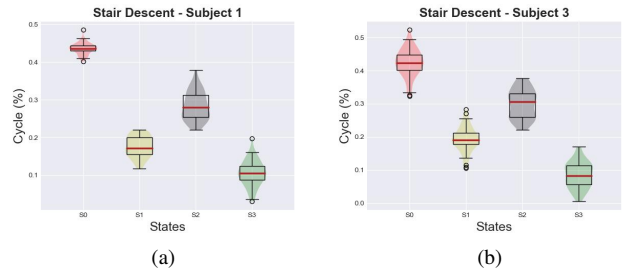 Stair Descent - Subject 1
Cycle (%)
0.5
0.4
0.3
0.2
0.1
S0 S1 S2 S3
States
(a)
Stair Descent - Subject 3
Cycle (%)
0.5
0.4
0.3
0.2
0.1
0.0
S0 S1 S2 S3
States
(b)